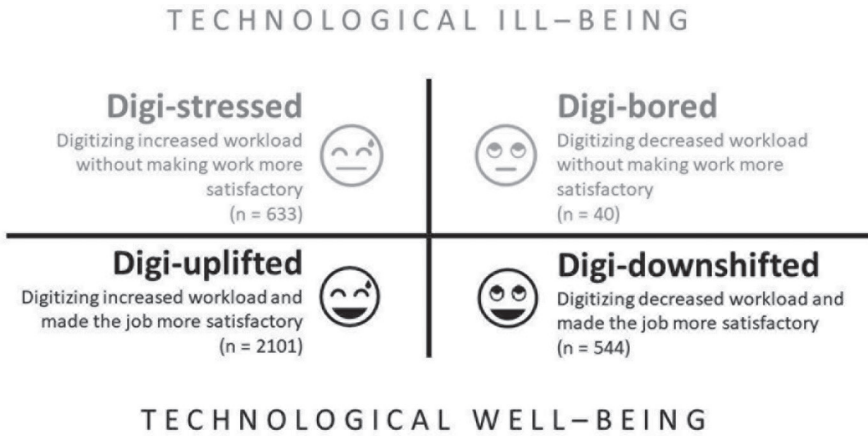 TECHNOLOGICAL ILL–BEING
Digi-stressed
Digitizing increased workload
without making work more
satisfactory
(n = 633)
Digi-bored
Digitizing decreased workload
without making work more
satisfactory
(n = 40)
Digi-uplifted
Digitizing increased workload and
made the job more satisfactory
(n = 2101)
Digi-downshifted
Digitizing decreased workload and
made the job more satisfactory
(n = 544)
TECHNOLOGICAL WELL–BEING